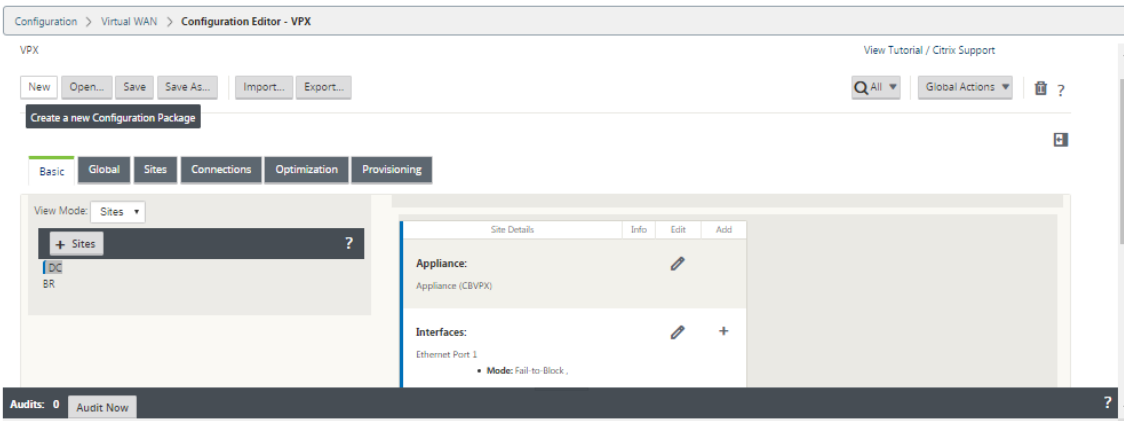 Configuration > Virtual WAN > Configuration Editor - VPX
VPX
View Tutorial / Citrix Support
New Open... Save Save As... Import... Export... All Global Actions ?
Create a new Configuration Package
Basic Global Sites Connections Optimization Provisioning
View Mode: Sites
+ Sites ?
DC
BR
Site Details Info Edit Add
Appliance:
Appliance (CBVPX)
Interfaces: +
Ethernet Port 1
• Mode: Fail-to-Block ,
Audits: 0 Audit Now ?